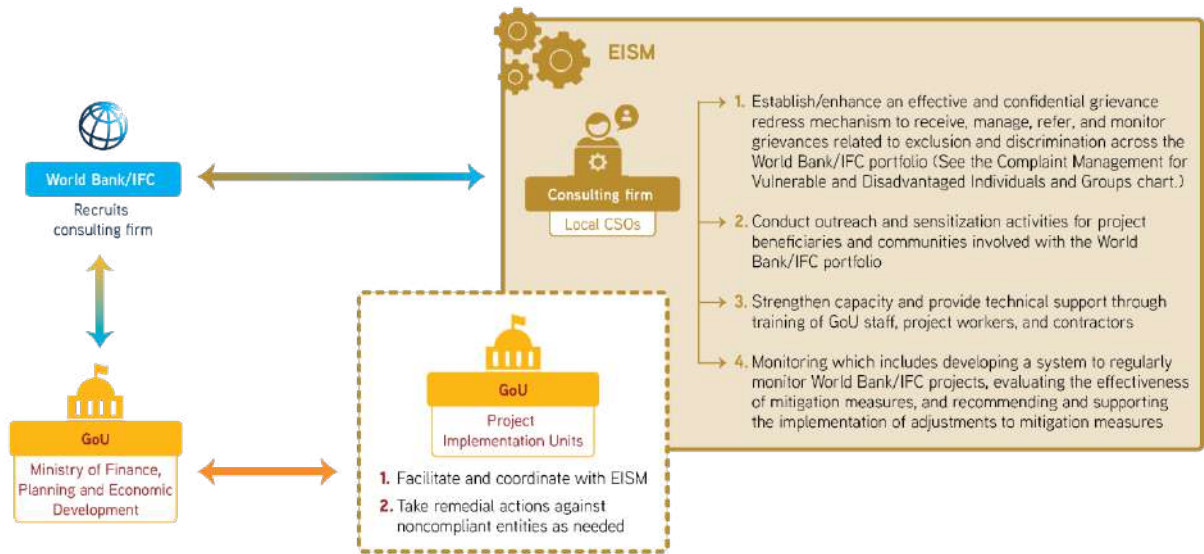 EISM
World Bank/IFC
Recruits
consulting firm
Consulting firm
Local CSOs
1. Establish/enhance an effective and confidential grievance
redress mechanism to receive, manage, refer, and monitor
grievances related to exclusion and discrimination across the
World Bank/IFC portfolio (See the Complaint Management for
Vulnerable and Disadvantaged Individuals and Groups chart.)
2. Conduct outreach and sensitization activities for project
beneficiaries and communities involved with the World
Bank/IFC portfolio
3. Strengthen capacity and provide technical support through
training of GoU staff, project workers, and contractors
4. Monitoring which includes developing a system to regularly
monitor World Bank/IFC projects, evaluating the effectiveness
of mitigation measures, and recommending and supporting
the implementation of adjustments to mitigation measures
GoU
Ministry of Finance,
Planning and Economic
Development
GoU
Project
Implementation Units
1. Facilitate and coordinate with EISM
2. Take remedial actions against
noncompliant entities as needed